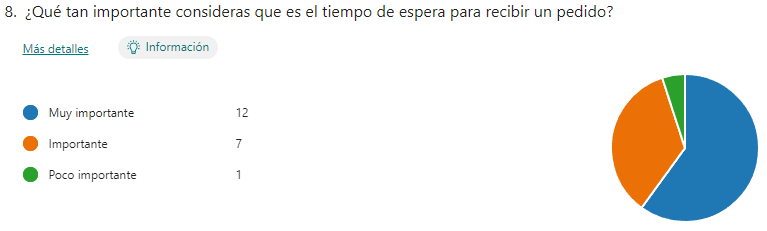 8. ¿Qué tan importante consideras que es el tiempo de espera para recibir un pedido?
Más detalles Información
Muy importante 12
Importante 7
Poco importante 1